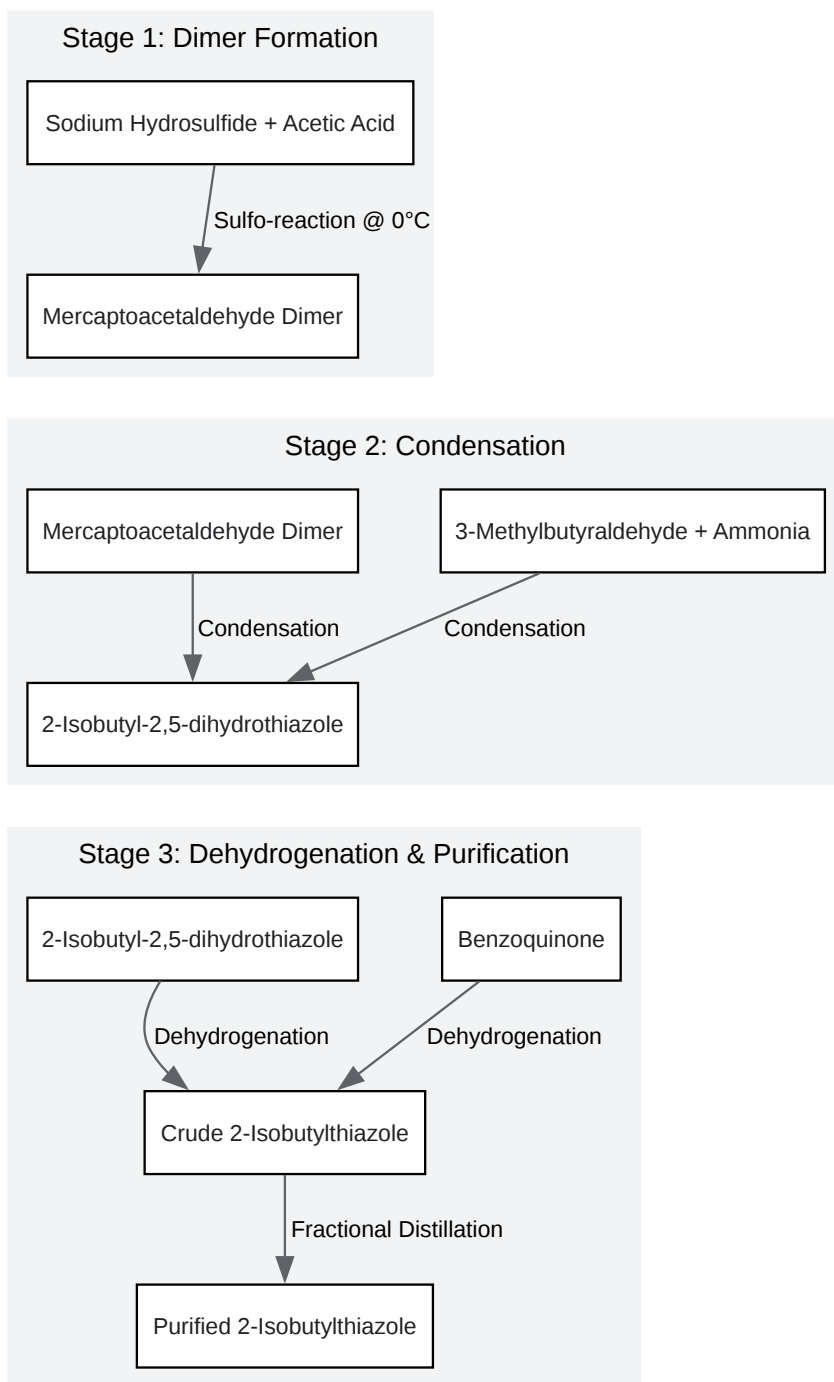 Stage 1: Dimer Formation
Sodium Hydrosulfide + Acetic Acid
Sulfo-reaction @ 0°C
Mercaptoacetaldehyde Dimer
Stage 2: Condensation
Mercaptoacetaldehyde Dimer
3-Methylbutyraldehyde + Ammonia
Condensation
Condensation
2-Isobutyl-2,5-dihydrothiazole
Stage 3: Dehydrogenation & Purification
2-Isobutyl-2,5-dihydrothiazole
Benzoquinone
Dehydrogenation
Dehydrogenation
Crude 2-Isobutylthiazole
Fractional Distillation
Purified 2-Isobutylthiazole